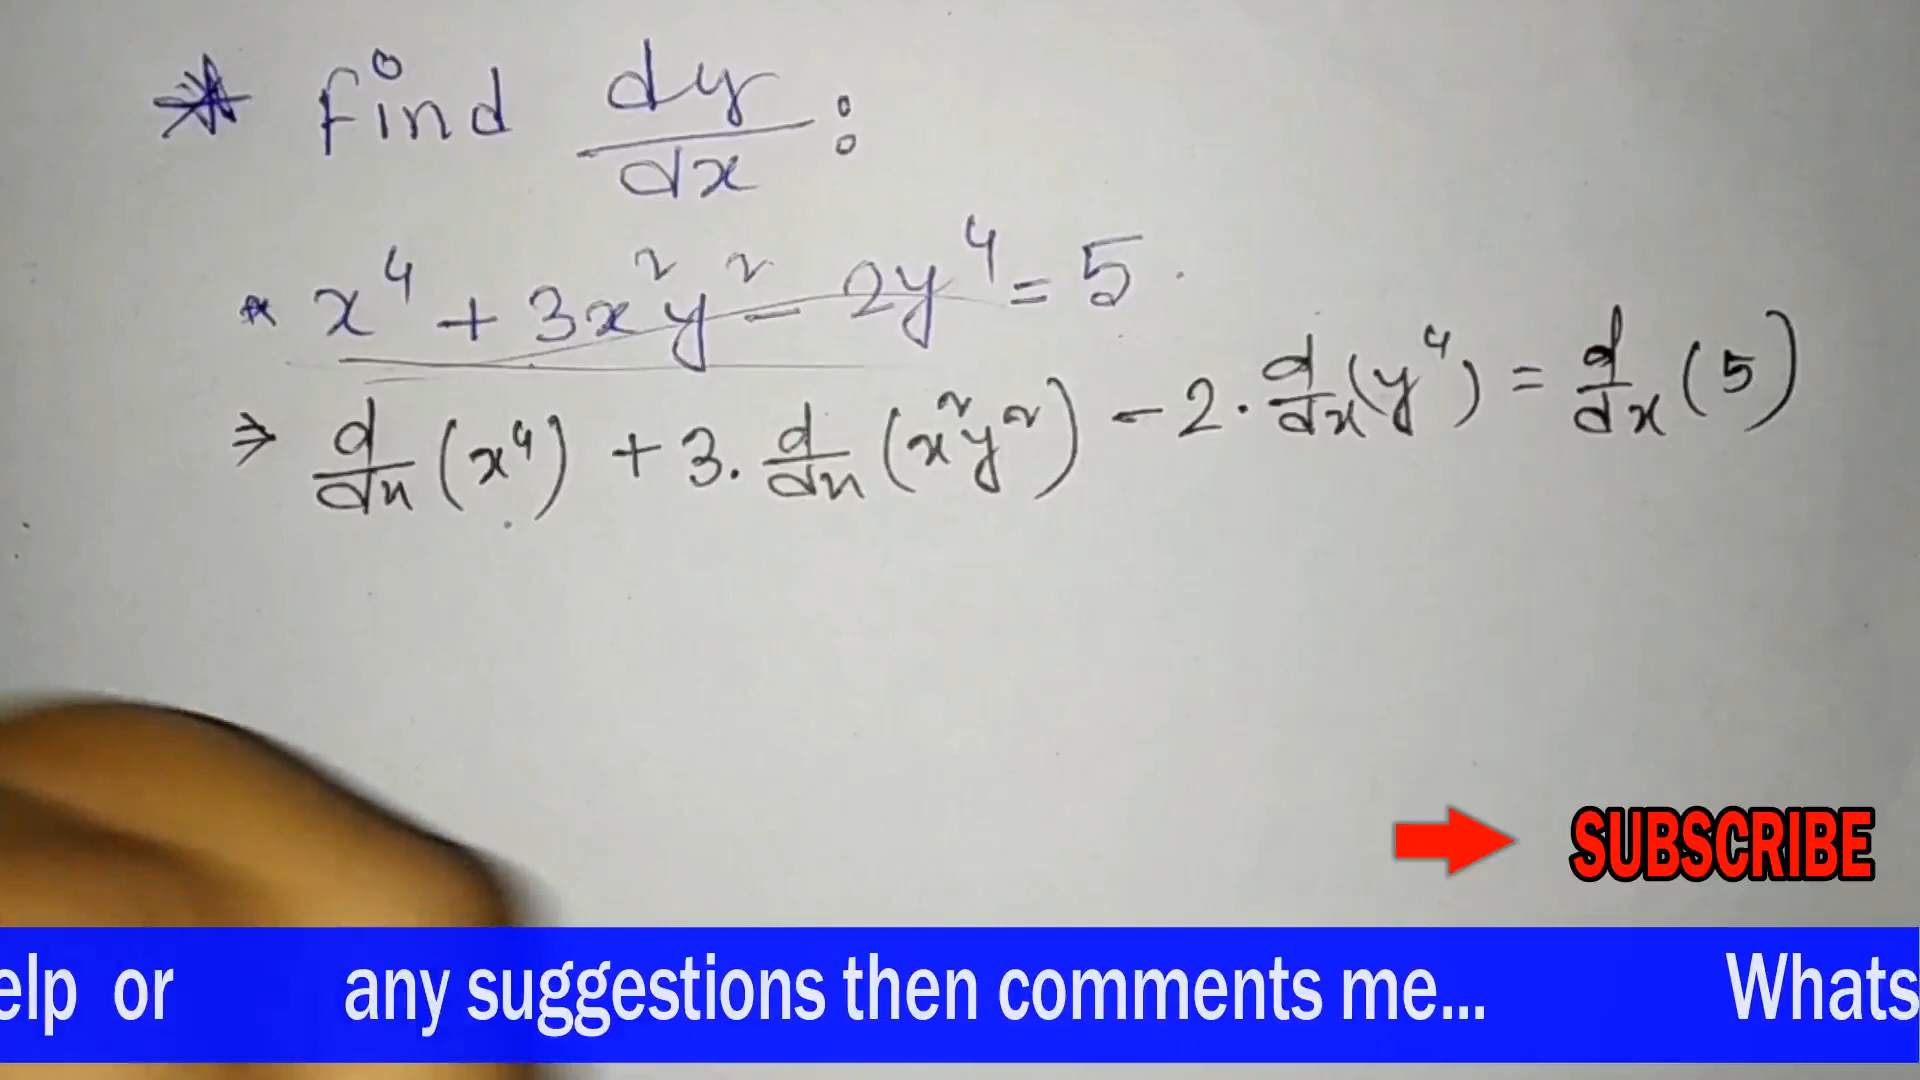 * Find dy/dx :
* x⁴ + 3x²y² - 2y⁴ = 5.
⇒ d/dx (x⁴) + 3. d/dx (x²y²) - 2. d/dx (y⁴) = d/dx (5)
SUBSCRIBE
elp or any suggestions then comments me... Whats